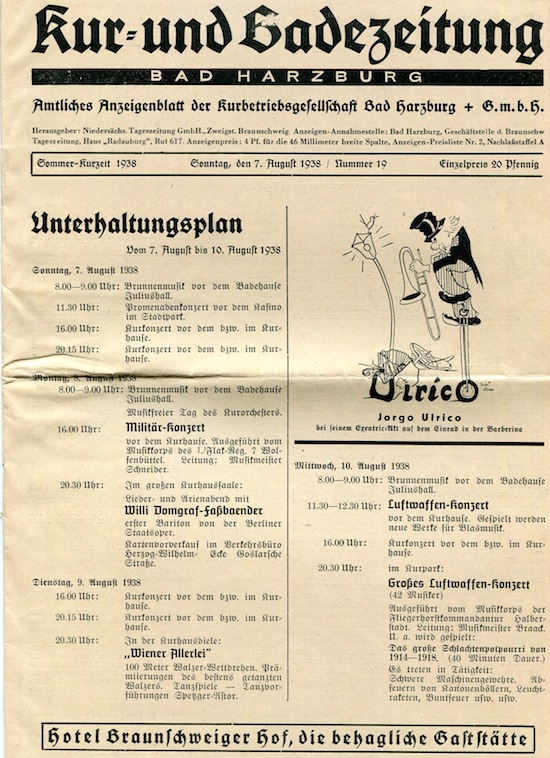 Kur- und Badezeitung
BAD HARZBURG
Amtliches Anzeigenblatt der Kurbetriebsgesellschaft Bad Harzburg + G.m.b.H.
Herausgeber: Niedersächs. Tageszeitung GmbH., Zweigst. Braunschweig. Anzeigen-Annahmestelle: Bad Harzburg, Geschäftstelle d. Braunschw
Tageszeitung, Haus „Radauburg", Ruf 617. Anzeigenpreis: 4 Pf. für die 46 Millimeter breite Spalte, Anzeigen-Preisliste Nr. 2, Nachlaßstaffel A
Sommer-Kurzeit 1938 Sonntag, den 7. August 1938 / Nummer 19 Einzelpreis 20 Pfennig
Unterhaltungsplan
Vom 7. August bis 10. August 1938
Sonntag, 7. August 1938
8.00—9.00 Uhr: Brunnenmusik vor dem Badehause
Juliushall.
11.30 Uhr: Promenadenkonzert vor dem Kasino
im Stadtpark.
16.00 Uhr: Kurkonzert vor dem bzw. im Kur-
hause.
20.15 Uhr: Kurkonzert vor dem bzw. im Kur-
hause.
Montag, 8. August 1938
8.00—9.00 Uhr: Brunnenmusik vor dem Badehause
Juliushall.
Musikfreier Tag des Kurorchesters.
16.00 Uhr: Militär-Konzert
vor dem Kurhause. Ausgeführt vom
Musikkorps des I./Flak-Reg. 7 Wol-
fenbüttel. Leitung: Musikmeister
Schneider.
20.30 Uhr: Im großen Kurhaussaale:
Lieder- und Arienabend mit
Willi Domgraf-Faßbaender
erster Bariton von der Berliner
Staatsoper.
Kartenvorverkauf im Verkehrsbüro
Herzog-Wilhelm- Ecke Goslarsche
Straße.
Dienstag, 9. August 1938
16.00 Uhr: Kurkonzert vor dem bzw. im Kur-
hause.
20.15 Uhr: Kurkonzert vor dem bzw. im Kur-
hause.
20.30 Uhr: In der Kurhausdiele:
„Wiener Allerlei"
100 Meter Walzer-Wettdrehen. Prä-
miierungen des bestens getanzten
Walzers. Tanzspiele — Tanzvor-
führungen Speyger-Astor.
Ulrico
Jorgo Ulrico
bei seinem Exentric-Akt auf dem Einrad in der Barberina
Mittwoch, 10. August 1938
8.00—9.00 Uhr: Brunnenmusik vor dem Badehause
Juliushall.
11.30—12.30 Uhr: Luftwaffen-Konzert
vor dem Kurhause. Gespielt werden
neue Werke für Blasmusik.
16.00 Uhr: Kurkonzert vor dem bzw. im Kur-
hause.
20.30 Uhr: im Kurpark:
Großes Luftwaffen-Konzert
(42 Musiker)
Ausgeführt vom Musikkorps der
Fliegerhorstkommandantur Halber-
stadt. Leitung: Musikmeister Braack.
U. a. wird gespielt:
Das große Schlachtenpotpourri von
1914—1918. (40 Minuten Dauer.)
Es treten in Tätigkeit:
Schwere Maschinengewehre. Ab-
feuern von Kanonenböllern, Leucht-
raketen, Buntfeuer usw. usw.
Hotel Braunschweiger Hof, die behagliche Gaststätte